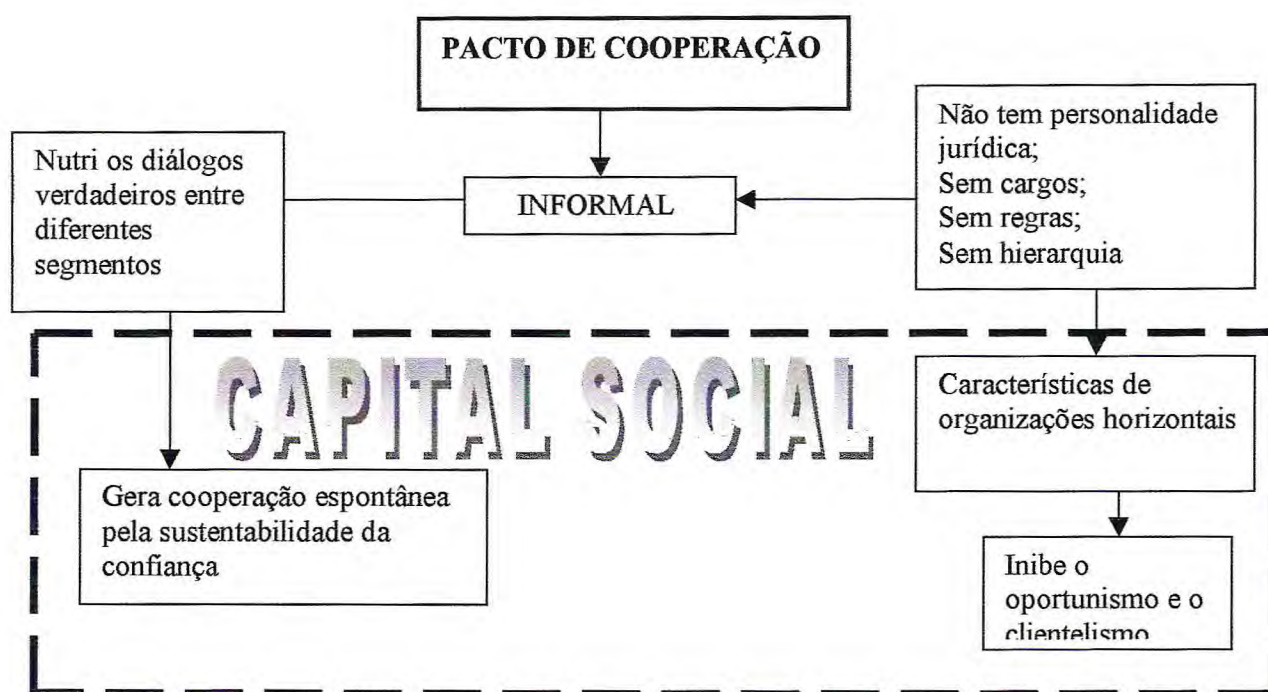 PACTO DE COOPERAÇÃO
Nutri os diálogos
verdadeiros entre
diferentes
segmentos
INFORMAL
Não tem personalidade
jurídica;
Sem cargos;
Sem regras;
Sem hierarquia
CAPITAL SOCIAL
Características de
organizações horizontais
Gera cooperação espontânea
pela sustentabilidade da
confiança
Inibe o
oportunismo e o
clientelismo